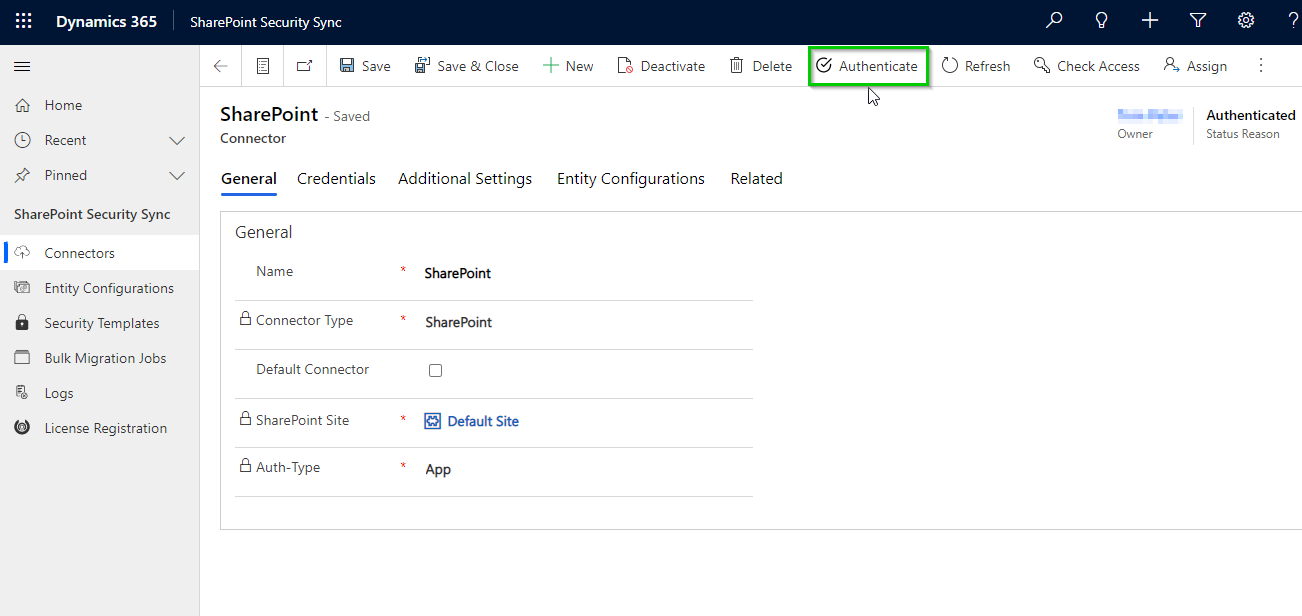 Dynamics 365 SharePoint Security Sync ?
Save Save & Close New Deactivate Delete Authenticate Refresh Check Access Assign
Home
Recent
Pinned
SharePoint Security Sync
Connectors
Entity Configurations
Security Templates
Bulk Migration Jobs
Logs
License Registration
SharePoint - Saved
Connector
Owner
Authenticated
Status Reason
General Credentials Additional Settings Entity Configurations Related
General
Name * SharePoint
Connector Type * SharePoint
Default Connector
SharePoint Site * Default Site
Auth-Type * App